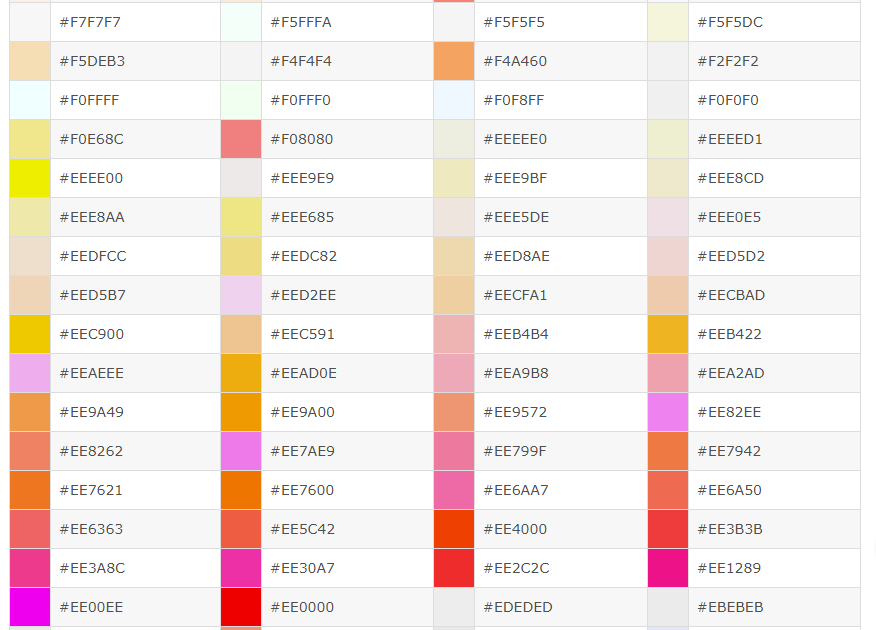 #F7F7F7 #F5FFFA #F5F5F5 #F5F5DC
#F5DEB3 #F4F4F4 #F4A460 #F2F2F2
#F0FFFF #F0FFF0 #F0F8FF #F0F0F0
#F0E68C #F08080 #EEEEE0 #EEEED1
#EEEE00 #EEE9E9 #EEE9BF #EEE8CD
#EEE8AA #EEE685 #EEE5DE #EEE0E5
#EEDFCC #EEDC82 #EED8AE #EED5D2
#EED5B7 #EED2EE #EECFA1 #EECBAD
#EEC900 #EEC591 #EEB4B4 #EEB422
#EEAEEE #EEAD0E #EEA9B8 #EEA2AD
#EE9A49 #EE9A00 #EE9572 #EE82EE
#EE8262 #EE7AE9 #EE799F #EE7942
#EE7621 #EE7600 #EE6AA7 #EE6A50
#EE6363 #EE5C42 #EE4000 #EE3B3B
#EE3A8C #EE30A7 #EE2C2C #EE1289
#EE00EE #EE0000 #EDEDED #EBEBEB